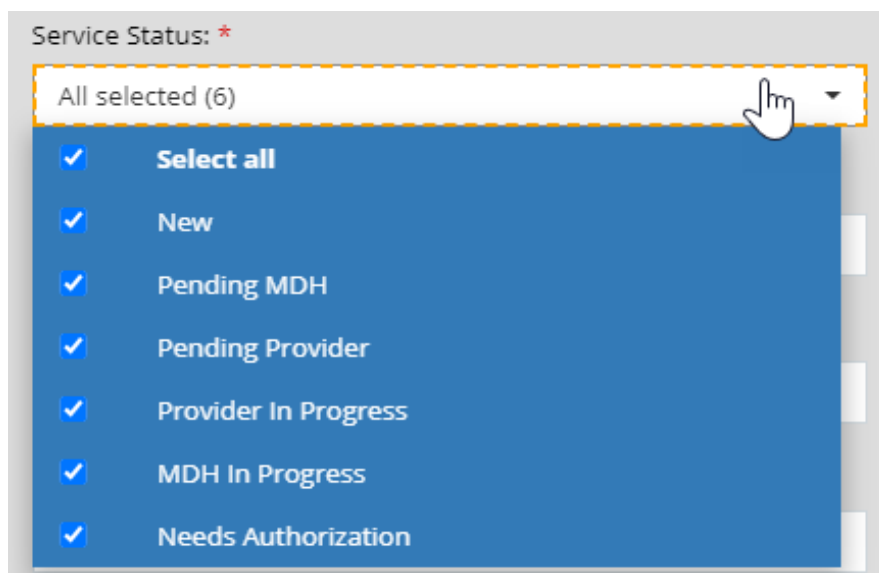 Service Status: *
All selected (6)
Select all
New
Pending MDH
Pending Provider
Provider In Progress
MDH In Progress
Needs Authorization